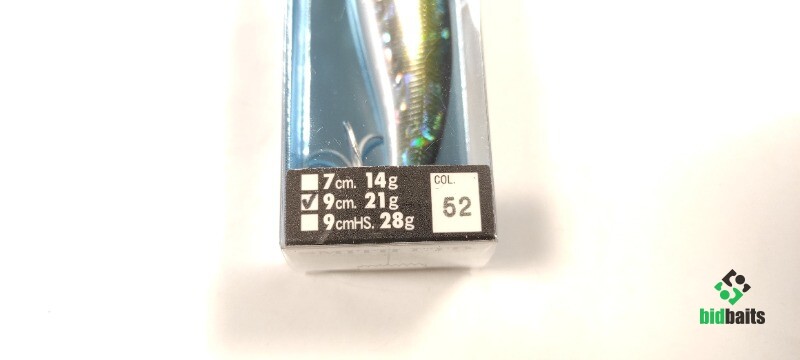 7cm. 14g
9cm. 21g
9cmHS. 28g
COL.
52
bidbaits